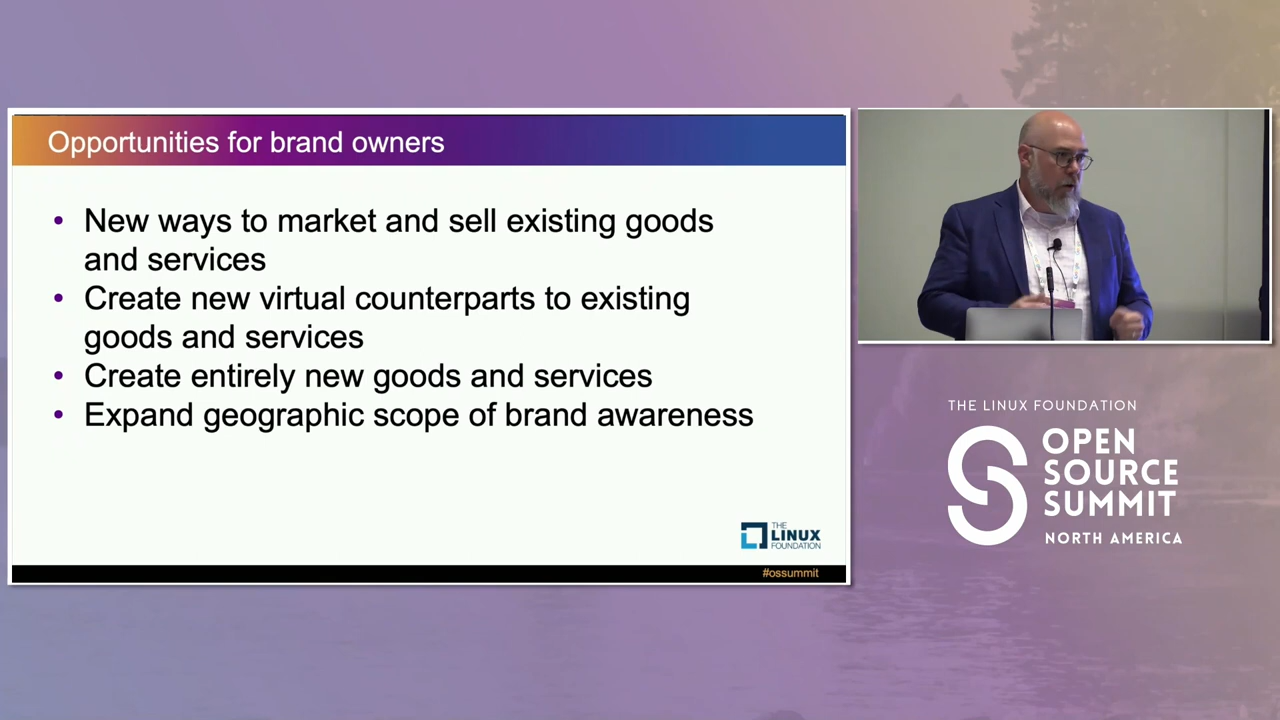 Opportunities for brand owners
• New ways to market and sell existing goods
and services
• Create new virtual counterparts to existing
goods and services
• Create entirely new goods and services
• Expand geographic scope of brand awareness
THE
LINUX
FOUNDATION
#ossummit
THE LINUX FOUNDATION
OPEN
SOURCE
SUMMIT
NORTH AMERICA